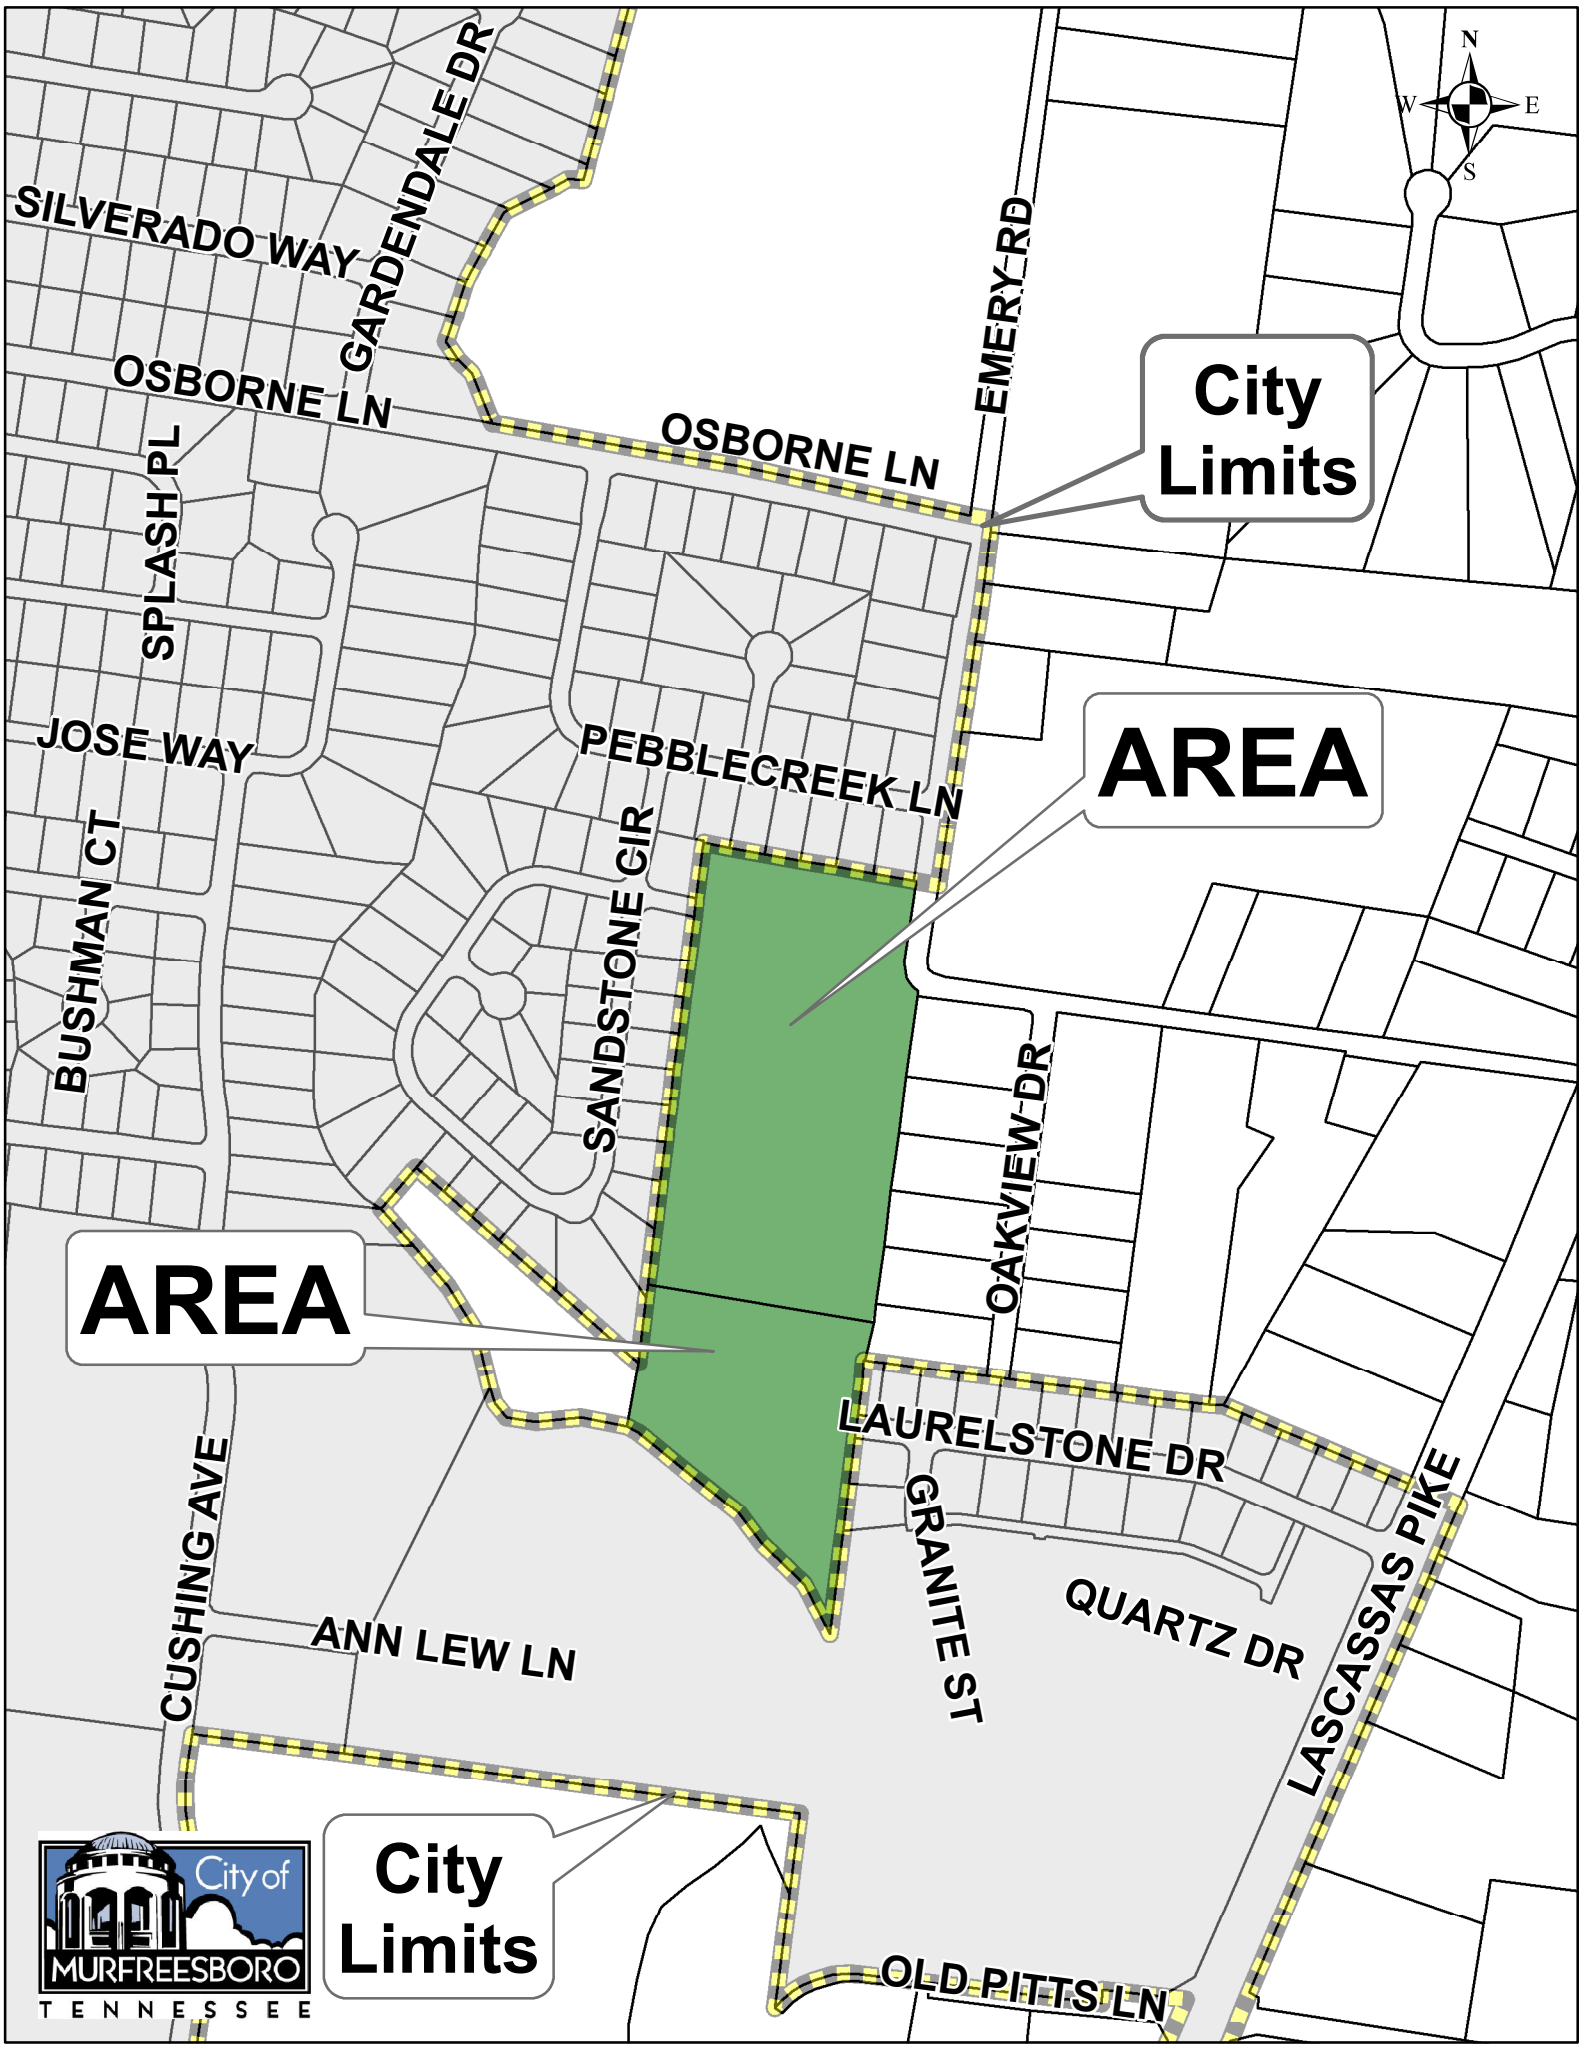 N
W
E
S
GARDENDALE DR
SILVERADO WAY
EMERY RD
OSBORNE LN
OSBORNE LN
City
Limits
SPLASH PL
JOSE WAY
PEBBLECREEK LN
AREA
BUSHMAN CT
SANDSTONE CIR
OAKVIEW DR
AREA
LAURELSTONE DR
CUSHING AVE
GRANITE ST
LASCASSAS PIKE
ANN LEW LN
QUARTZ DR
City
Limits
City of
MURFREESBORO
TENNESSEE
OLD PITTS LN